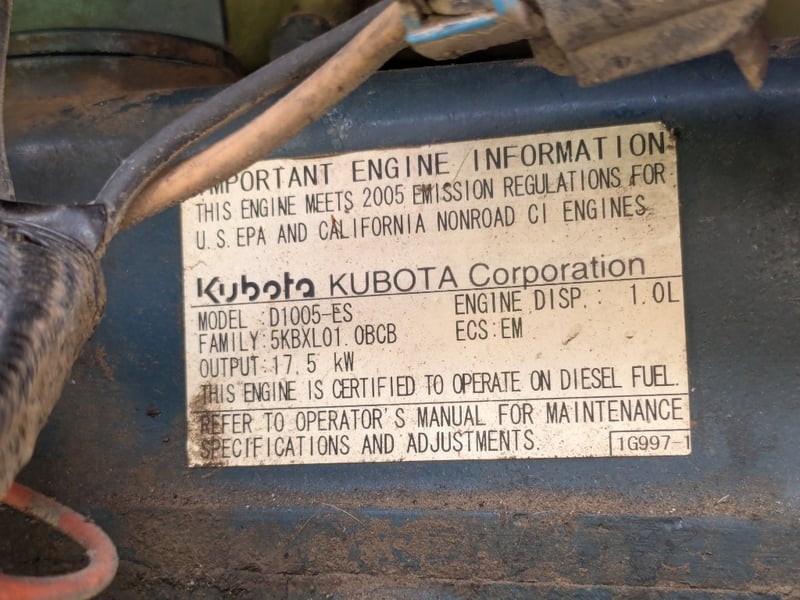 IMPORTANT ENGINE INFORMATION
THIS ENGINE MEETS 2005 EMISSION REGULATIONS FOR
U.S.EPA AND CALIFORNIA NONROAD CI ENGINES
Kubota KUBOTA Corporation
MODEL :D1005-ES ENGINE DISP.: 1.0L
FAMILY:5KBXL01.0BCB ECS:EM
OUTPUT:17.5 kW
THIS ENGINE IS CERTIFIED TO OPERATE ON DIESEL FUEL.
REFER TO OPERATOR'S MANUAL FOR MAINTENANCE
SPECIFICATIONS AND ADJUSTMENTS.
1G997-1